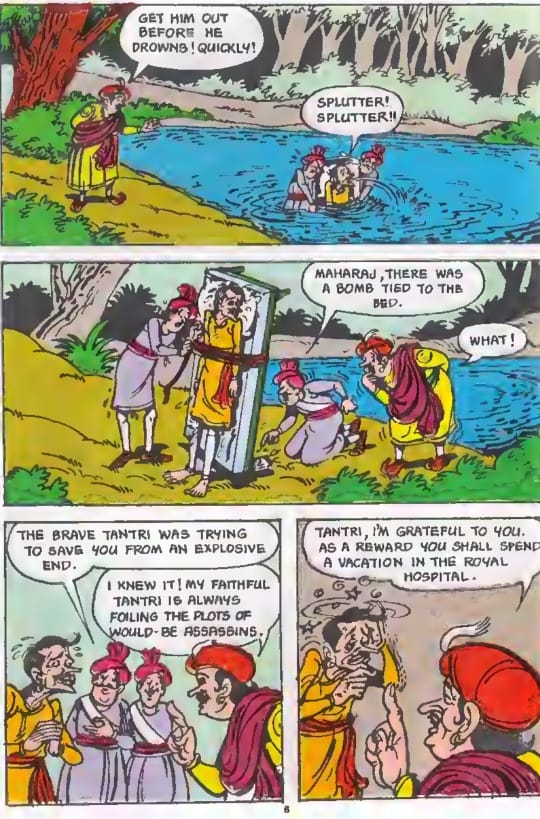 GET HIM OUT
BEFORE HE
DROWNS! QUICKLY!
SPLUTTER!
SPLUTTER!!
MAHARAJ, THERE WAS
A BOMB TIED TO THE
BED.
WHAT!
THE BRAVE TANTRI WAS TRYING
TO SAVE YOU FROM AN EXPLOSIVE
END.
I KNEW IT! MY FAITHFUL
TANTRI IS ALWAYS
FOILING THE PLOTS OF
WOULD-BE ASSASSINS.
TANTRI, I'M GRATEFUL TO YOU.
AS A REWARD YOU SHALL SPEND
A VACATION IN THE ROYAL
HOSPITAL.
6